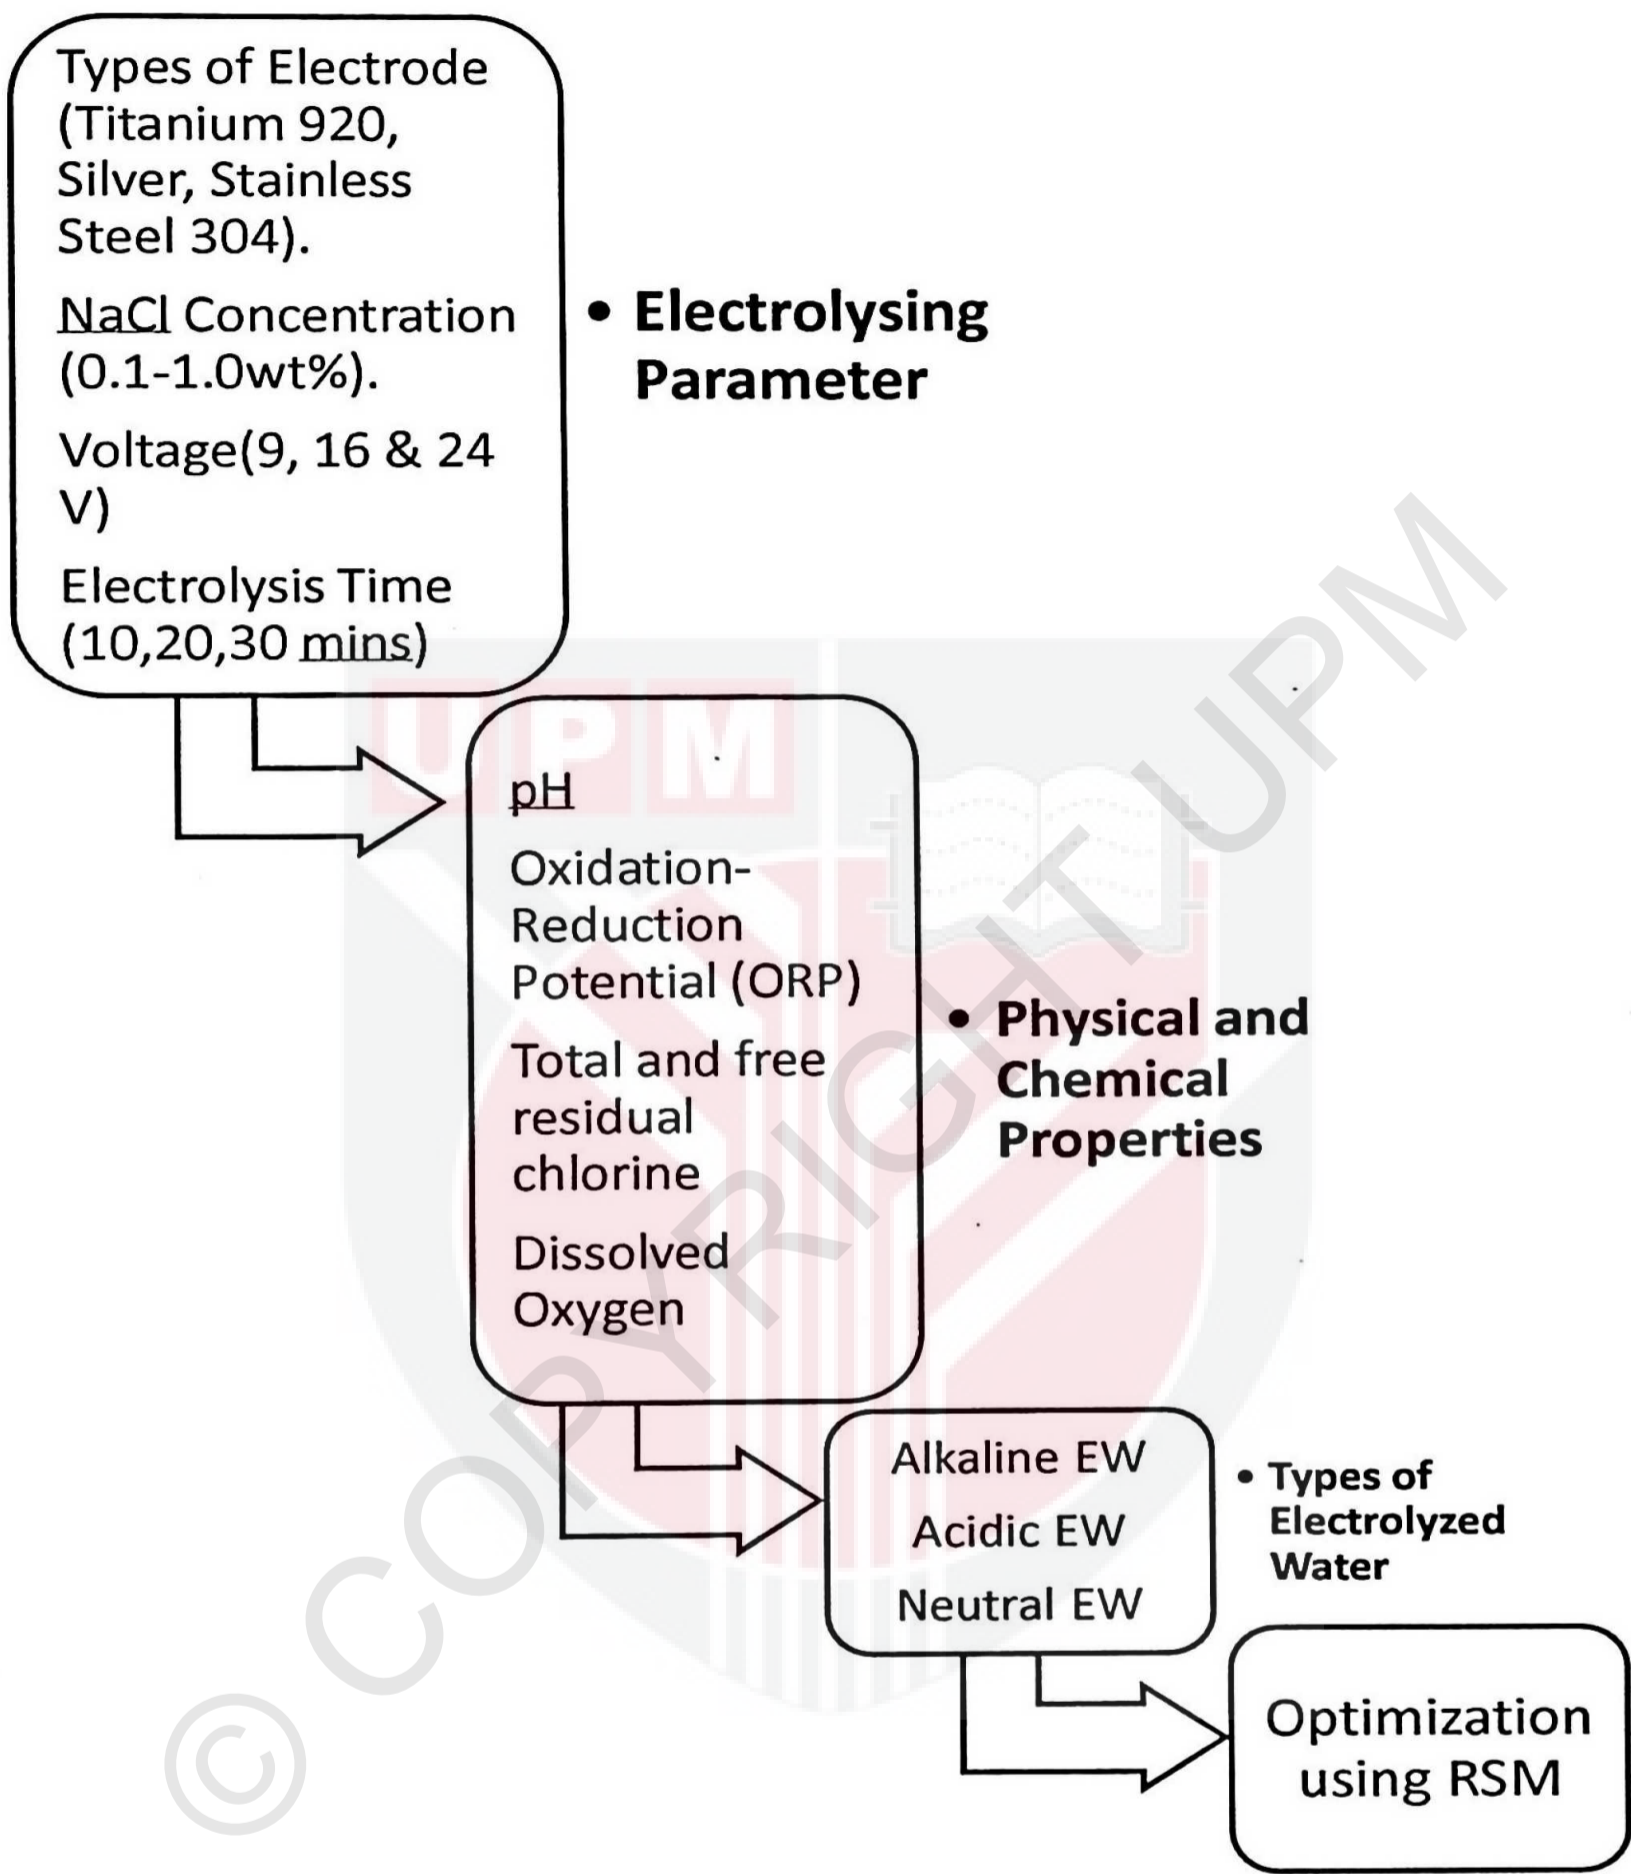 Types of Electrode
(Titanium 920,
Silver, Stainless
Steel 304).
NaCl Concentration
(0.1-1.0wt%).
Voltage(9, 16 & 24
V)
Electrolysis Time
(10,20,30 mins)
• Electrolysing
Parameter
UPM
pH
Oxidation-
Reduction
Potential (ORP)
Total and free
residual
chlorine
Dissolved
Oxygen
• Physical and
Chemical
Properties
Alkaline EW
Acidic EW
Neutral EW
• Types of
Electrolyzed
Water
Optimization
using RSM
© COPYRIGHT UPM